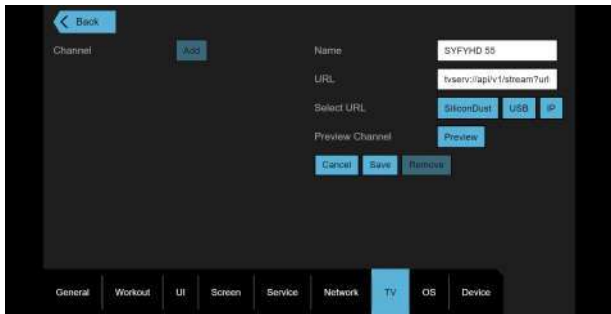 Back
Channel Add Name SYFYHD 55
URL tvserv://api/v1/stream?url
Select URL SiliconDust USB IP
Preview Channel Preview
Cancel Save Remove
General Workout UI Screen Service Network TV OS Device